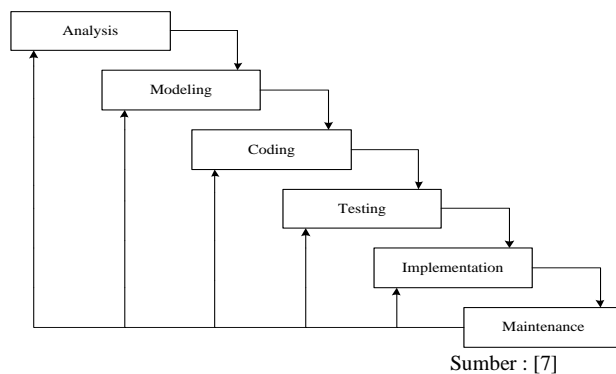 Analysis
Modeling
Coding
Testing
Implementation
Maintenance
Sumber : [7]